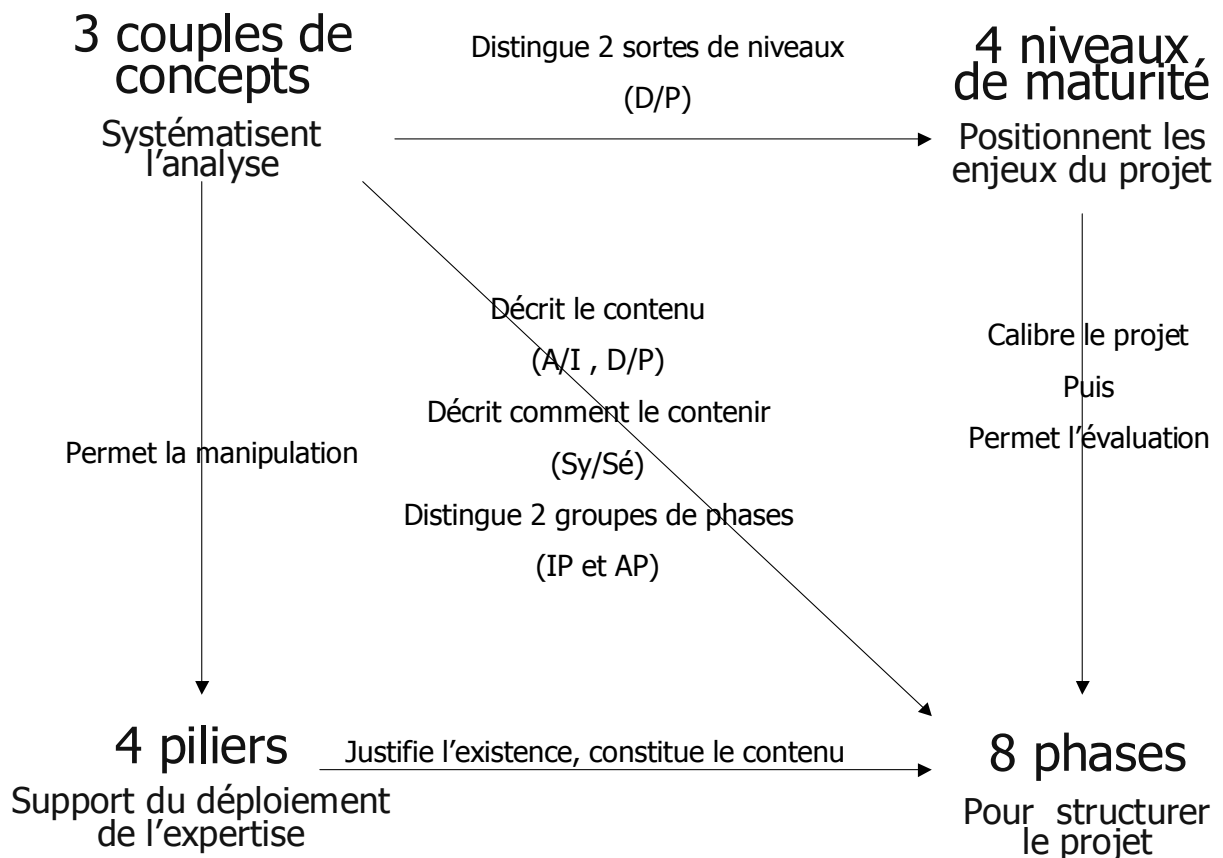 3 couples de
concepts
Systématisent
l’analyse
Distingue 2 sortes de niveaux
(D/P)
4 niveaux
de maturité
Positionnent les
enjeux du projet
Décrit le contenu
(A/I , D/P)
Décrit comment le contenir
(Sy/Sé)
Distingue 2 groupes de phases
(IP et AP)
Calibre le projet
Puis
Permet l’évaluation
Permet la manipulation
4 piliers
Support du déploiement
de l’expertise
Justifie l’existence, constitue le contenu
8 phases
Pour structurer
le projet